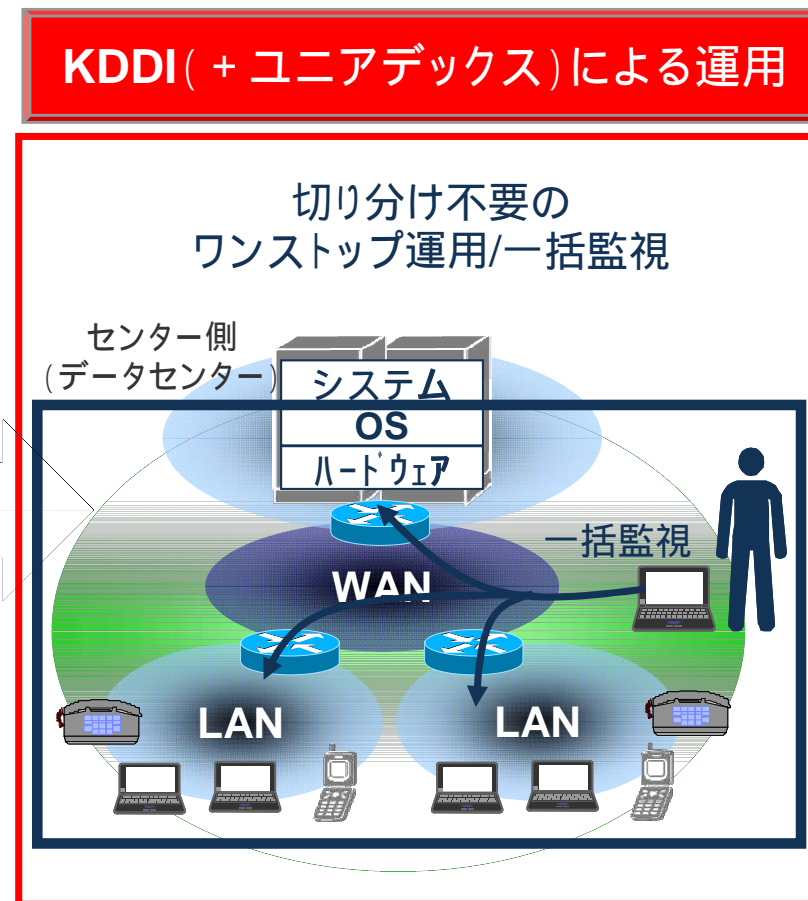 KDDI(+ユニアデックス)による運用
切り分け不要の
ワンストップ運用/一括監視
センター側
(データセンター)
システム
OS
ハードウェア
一括監視
WAN
LAN
LAN